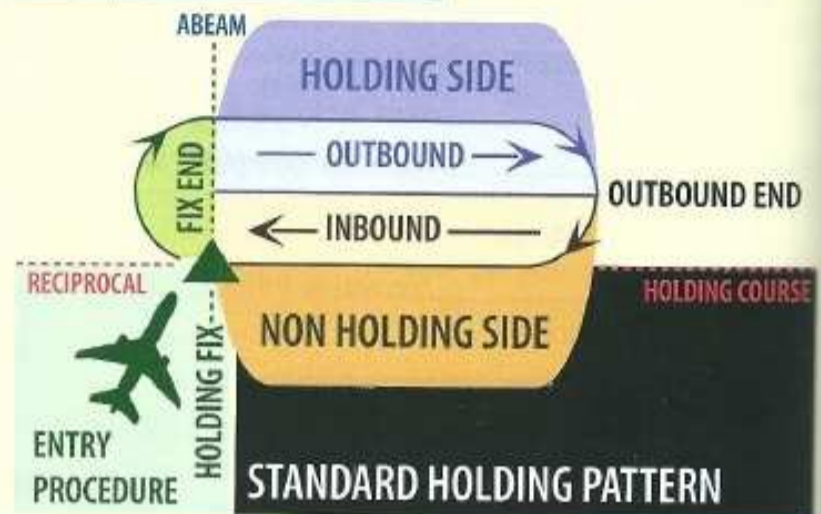 ABEAM
HOLDING SIDE
FIX END
OUTBOUND
OUTBOUND END
INBOUND
RECIPROCAL
HOLDING COURSE
HOLDING FIX
NON HOLDING SIDE
ENTRY
PROCEDURE
STANDARD HOLDING PATTERN